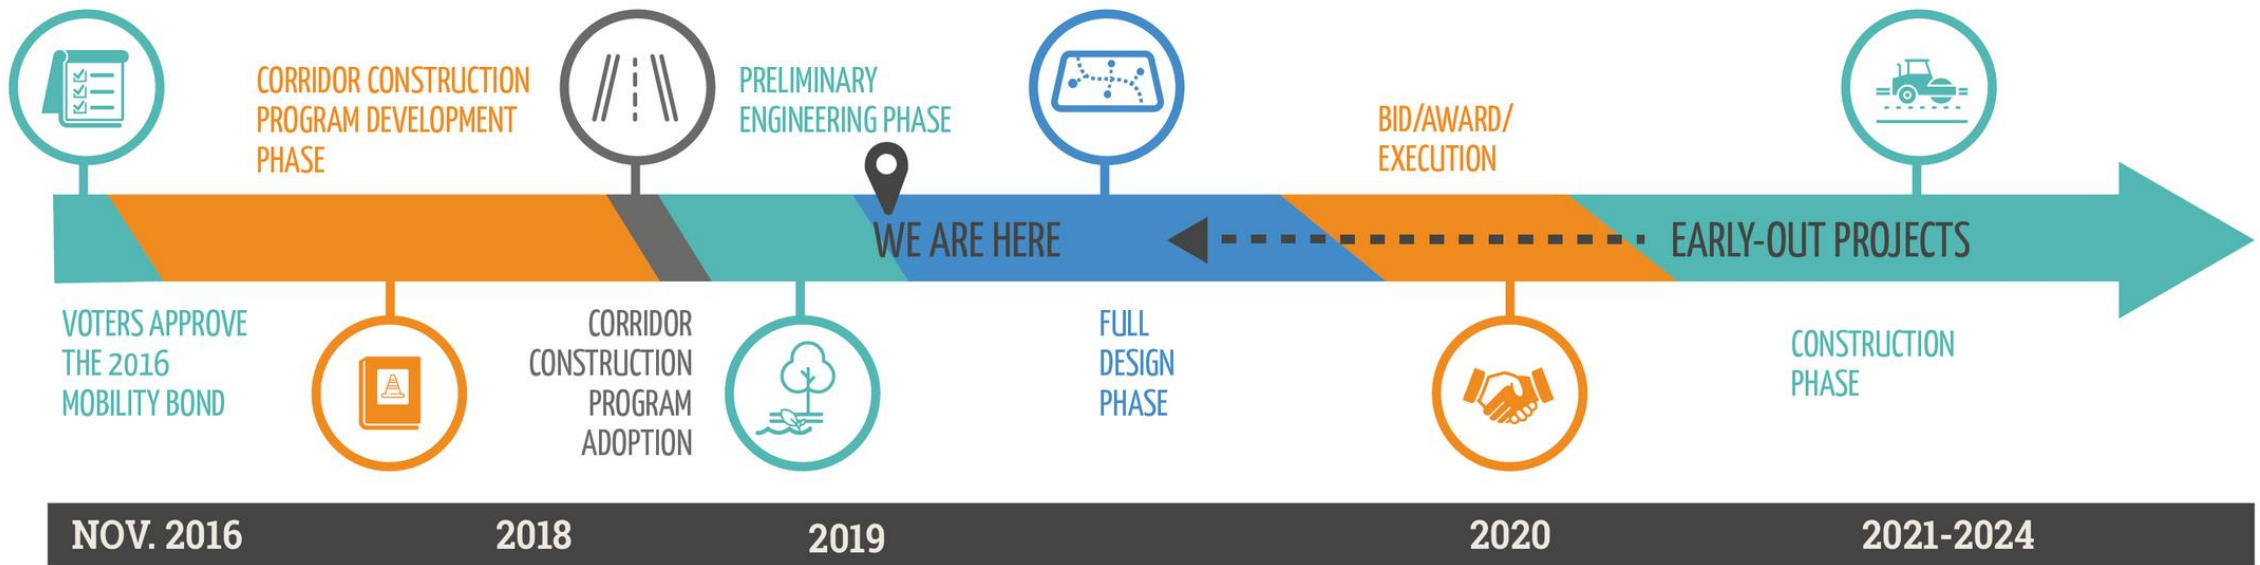 CORRIDOR CONSTRUCTION
PROGRAM DEVELOPMENT
PHASE
PRELIMINARY
ENGINEERING PHASE
BID/AWARD/
EXECUTION
WE ARE HERE
EARLY-OUT PROJECTS
VOTERS APPROVE
THE 2016
MOBILITY BOND
CORRIDOR
CONSTRUCTION
PROGRAM
ADOPTION
FULL
DESIGN
PHASE
CONSTRUCTION
PHASE
NOV. 2016
2018
2019
2020
2021-2024